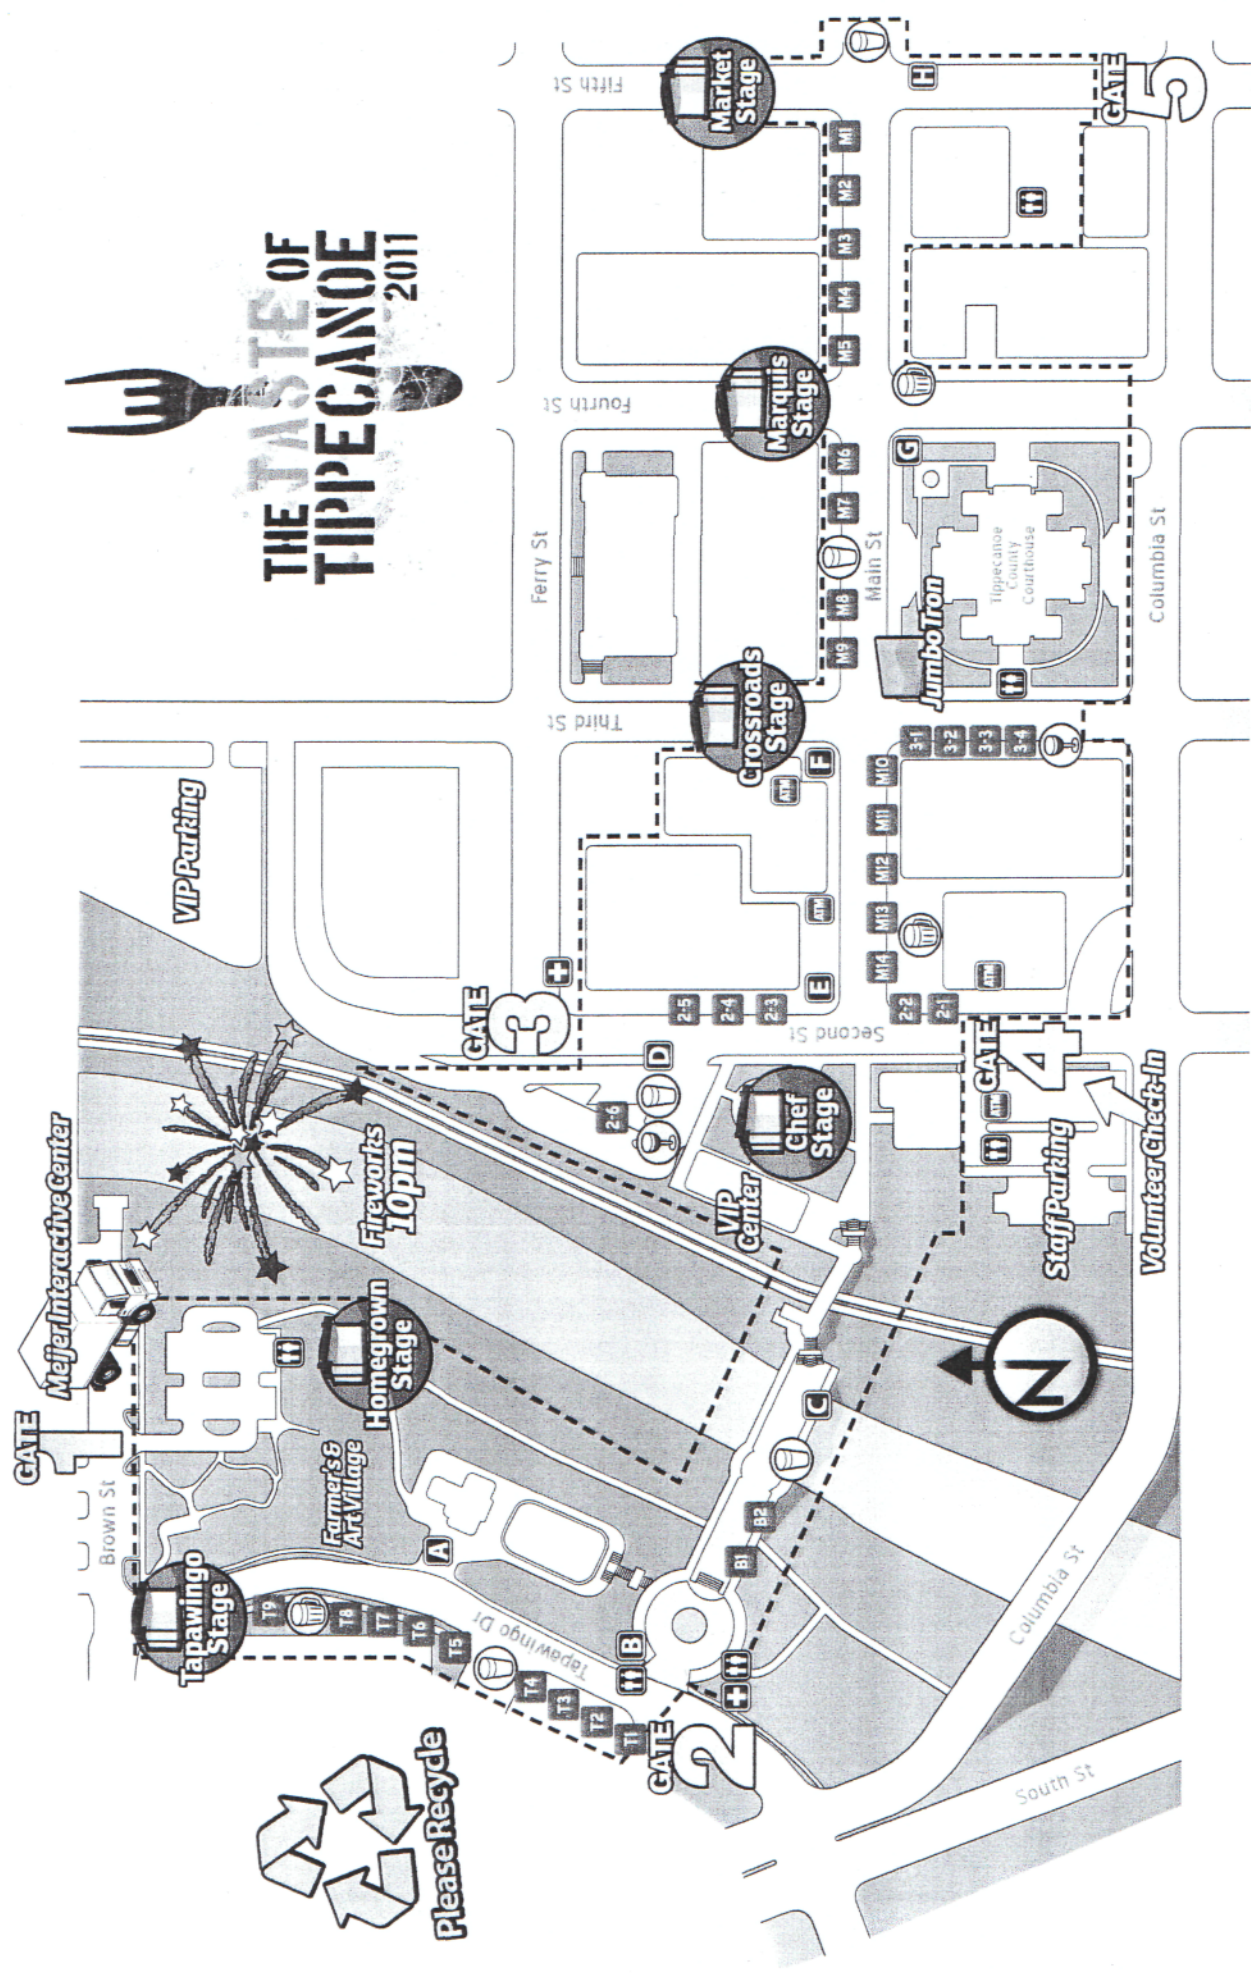 THE TASTE OF
TIPPECANOE
2011
Please Recycle
GATE
1
Meijer Interactive Center
Brown St
Tapawingo
Stage
Farmer's &
Art Village
Homegrown
Stage
Fireworks
10pm
VIP Parking
T9
T8
T7
T6
T5
T4
T3
T2
T1
A
Tapawingo Dr
B
GATE
2
B1
B2
C
VIP
Center
Chef
Stage
2-6
D
GATE
3
2-5
2-4
2-3
E
ATM
ATM
F
Second St
2-2
2-1
ATM
M14
M13
M12
M11
M10
3-1
3-2
3-3
3-4
GATE
4
ATM
Staff Parking
Volunteer Check-In
N
Columbia St
South St
Third St
Crossroads
Stage
JumboTron
Tippecanoe
County
Courthouse
Ferry St
Main St
Columbia St
M9
M8
M7
M6
G
Fourth St
Marquis
Stage
M5
M4
M3
M2
M1
Fifth St
Market
Stage
H
GATE
5